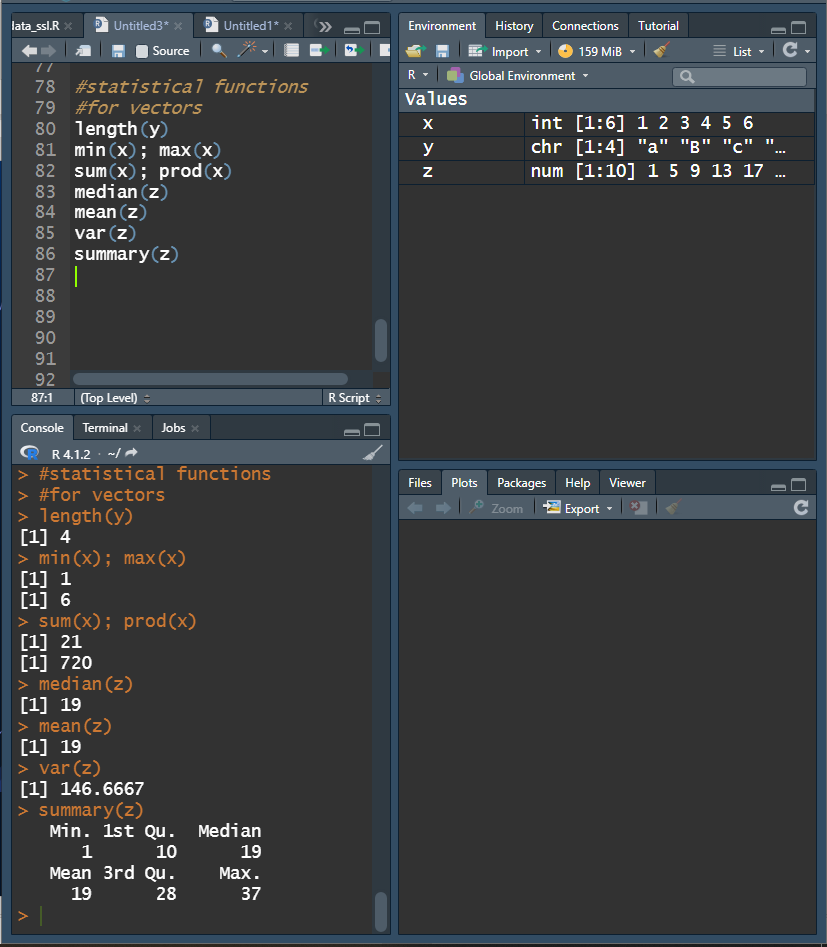 data_ssl.R Untitled3* Untitled1*
Source
77
78 #statistical functions
79 #for vectors
80 length(y)
81 min(x); max(x)
82 sum(x); prod(x)
83 median(z)
84 mean(z)
85 var(z)
86 summary(z)
87
88
89
90
91
92
87:1 (Top Level) R Script
Console Terminal Jobs
R 4.1.2 · ~/
> #statistical functions
> #for vectors
> length(y)
[1] 4
> min(x); max(x)
[1] 1
[1] 6
> sum(x); prod(x)
[1] 21
[1] 720
> median(z)
[1] 19
> mean(z)
[1] 19
> var(z)
[1] 146.6667
> summary(z)
Min. 1st Qu. Median
1 10 19
Mean 3rd Qu. Max.
19 28 37
>
Environment History Connections Tutorial
Import 159 MiB List
R Global Environment
Values
x int [1:6] 1 2 3 4 5 6
y chr [1:4] "a" "B" "c" "…
z num [1:10] 1 5 9 13 17 …
Files Plots Packages Help Viewer
Zoom Export